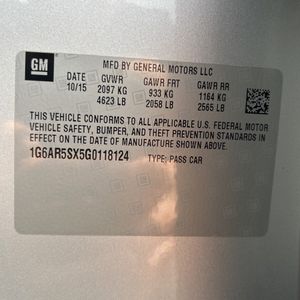 GM
MFD BY GENERAL MOTORS LLC
DATE GVWR GAWR FRT GAWR RR
10/15 2097 KG 933 KG 1164 KG
4623 LB 2058 LB 2565 LB
THIS VEHICLE CONFORMS TO ALL APPLICABLE U.S. FEDERAL MOTOR
VEHICLE SAFETY, BUMPER, AND THEFT PREVENTION STANDARDS IN
EFFECT ON THE DATE OF MANUFACTURE SHOWN ABOVE.
1G6AR5SX5G0118124 TYPE: PASS CAR